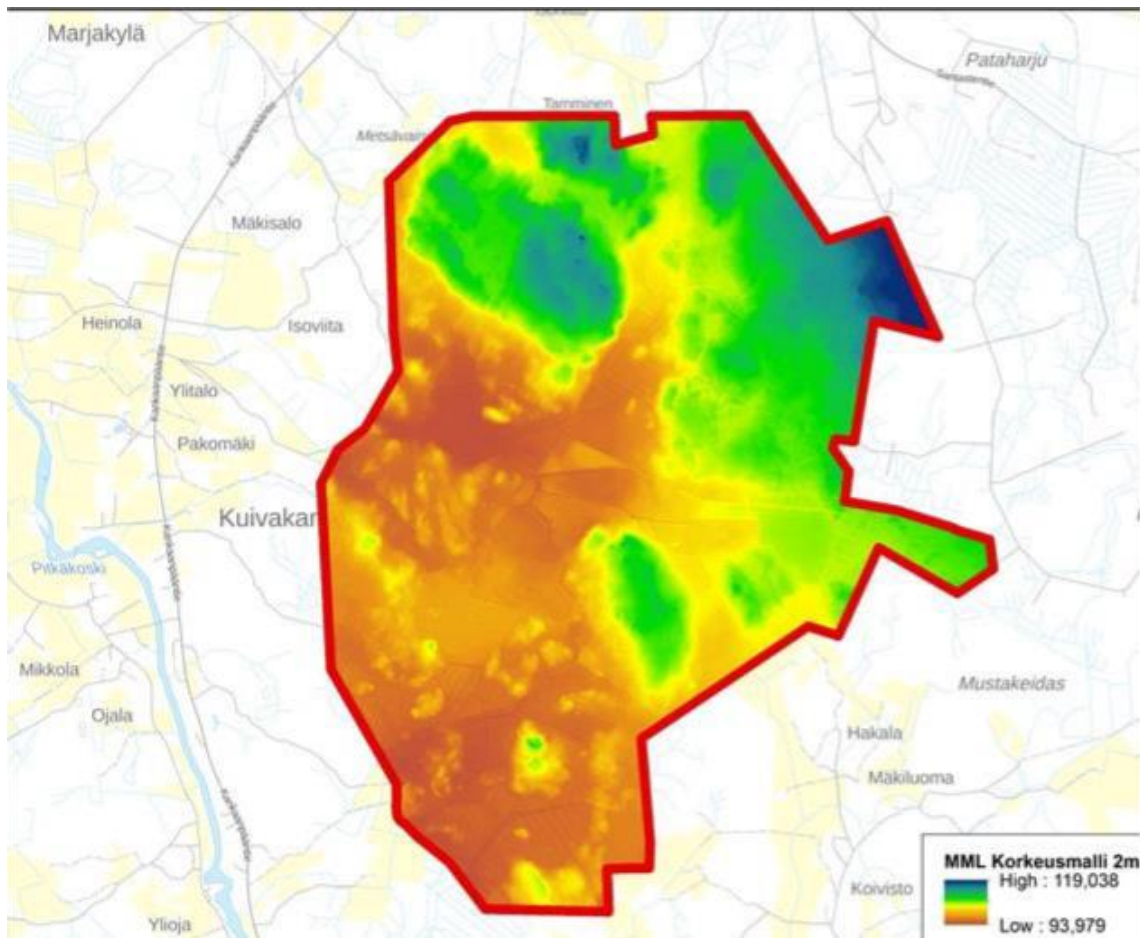 Marjakylä
Pataharju
Tamminen
Mäkisalo
Heinola
Isoviita
Ylitalo
Pakomäki
Kuivakan
Pitkäkoski
Mikkola
Ojala
Mustakeidas
Hakala
Mäkiluoma
Koivisto
Ylioja
MML Korkeusmalli 2m
High : 119,038
Low : 93,979